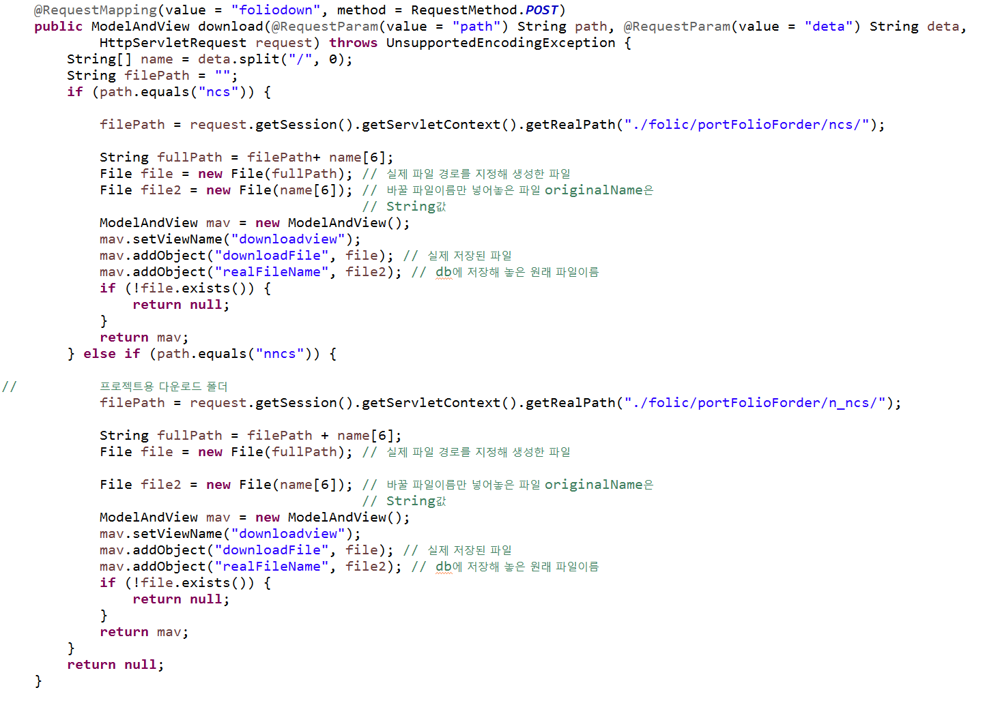 @RequestMapping(value = "foliodown", method = RequestMethod.POST)
public ModelAndView download(@RequestParam(value = "path") String path, @RequestParam(value = "deta") String deta,
HttpServletRequest request) throws UnsupportedEncodingException {
String[] name = deta.split("/", 0);
String filePath = "";
if (path.equals("ncs")) {
filePath = request.getSession().getServletContext().getRealPath("./folic/portFolioForder/ncs/");
String fullPath = filePath+ name[6];
File file = new File(fullPath); // 실제 파일 경로를 지정해 생성한 파일
File file2 = new File(name[6]); // 바꿀 파일이름만 넣어놓은 파일 originalName은
// String값
ModelAndView mav = new ModelAndView();
mav.setViewName("downloadview");
mav.addObject("downloadFile", file); // 실제 저장된 파일
mav.addObject("realFileName", file2); // db에 저장해 놓은 원래 파일이름
if (!file.exists()) {
return null;
}
return mav;
} else if (path.equals("nncs")) {
// 프로젝트용 다운로드 폴더
filePath = request.getSession().getServletContext().getRealPath("./folic/portFolioForder/n_ncs/");
String fullPath = filePath + name[6];
File file = new File(fullPath); // 실제 파일 경로를 지정해 생성한 파일
File file2 = new File(name[6]); // 바꿀 파일이름만 넣어놓은 파일 originalName은
// String값
ModelAndView mav = new ModelAndView();
mav.setViewName("downloadview");
mav.addObject("downloadFile", file); // 실제 저장된 파일
mav.addObject("realFileName", file2); // db에 저장해 놓은 원래 파일이름
if (!file.exists()) {
return null;
}
return mav;
}
return null;
}